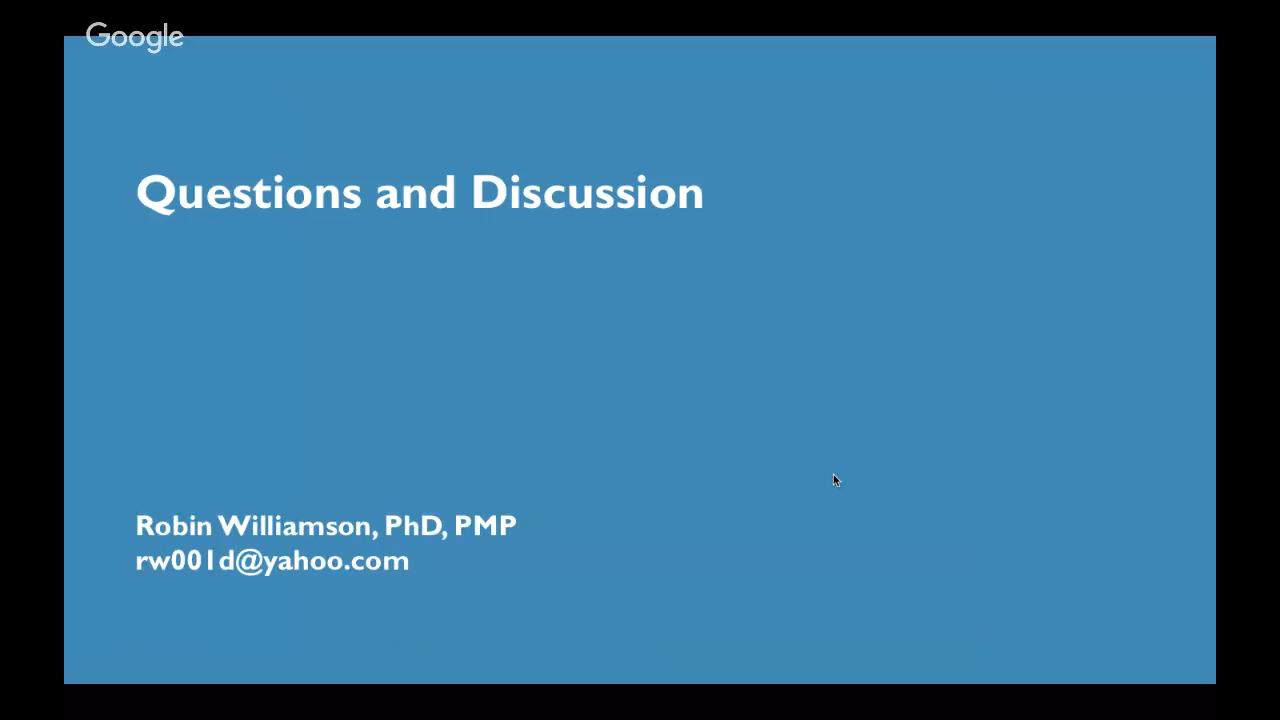 Google
Questions and Discussion
Robin Williamson, PhD, PMP
rw001d@yahoo.com